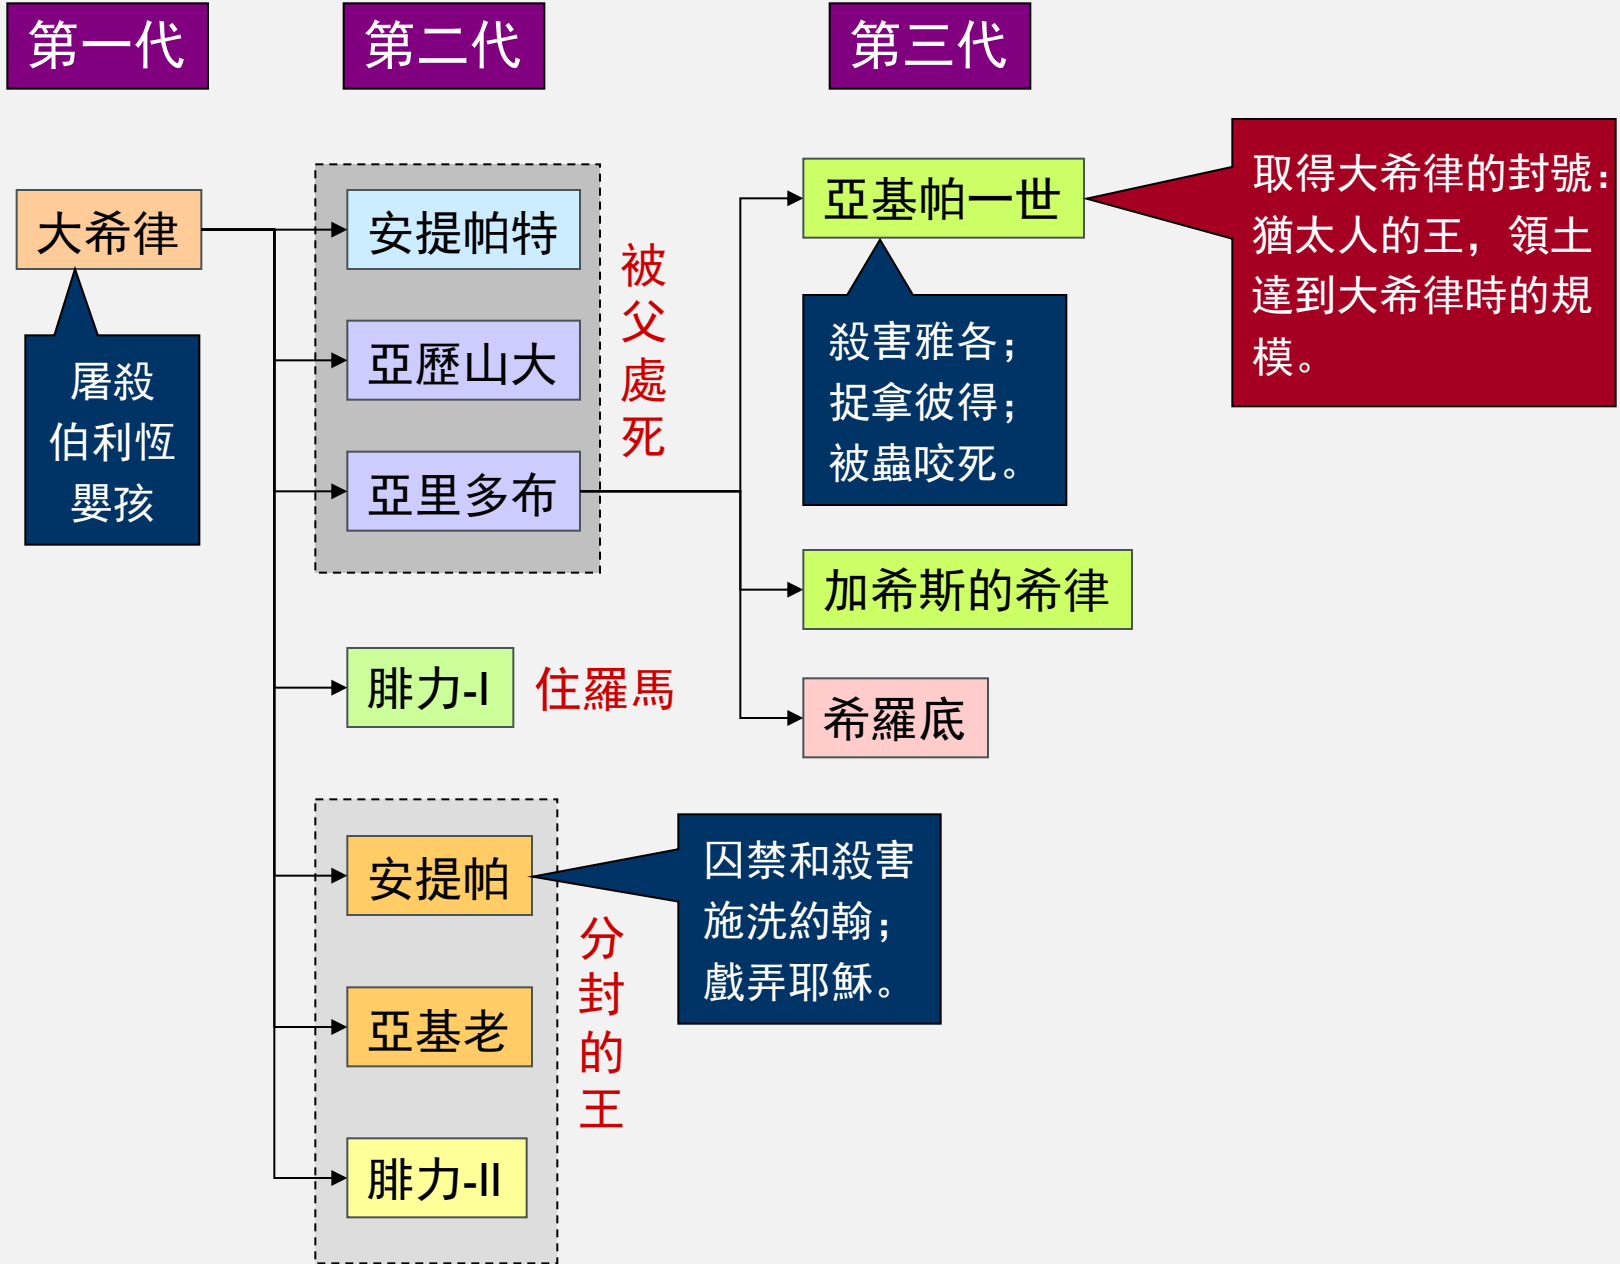 第一代
第二代
第三代
大希律
屠殺
伯利恆
嬰孩
安提帕特
亞歷山大
亞里多布
被
父
處
死
腓力-I
住羅馬
安提帕
亞基老
腓力-II
分
封
的
王
囚禁和殺害
施洗約翰；
戲弄耶穌。
亞基帕一世
殺害雅各；
捉拿彼得；
被蟲咬死。
加希斯的希律
希羅底
取得大希律的封號：
猶太人的王，領土
達到大希律時的規
模。